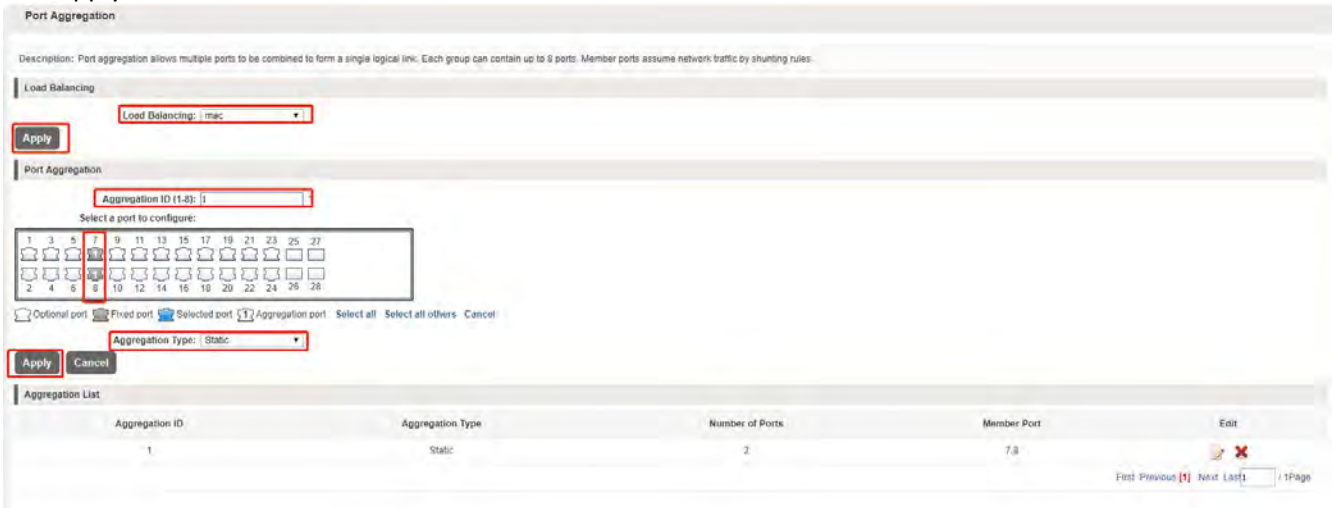 Port Aggregation
Description: Port aggregation allows multiple ports to be combined to form a single logical link. Each group can contain up to 8 ports. Member ports assume network traffic by shunting rules.
Load Balancing
Load Balancing: mac
Apply
Port Aggregation
Aggregation ID (1-8): 1 *
Select a port to configure:
1 3 5 7 9 11 13 15 17 19 21 23 25 27
2 4 6 8 10 12 14 16 18 20 22 24 26 28
Optional port Fixed port Selected port 1 Aggregation port Select all Select all others Cancel
Aggregation Type: Static
Apply Cancel
Aggregation List
Aggregation ID Aggregation Type Number of Ports Member Port Edit
1 Static 2 7,8
First Previous [1] Next Last 1 / 1Page